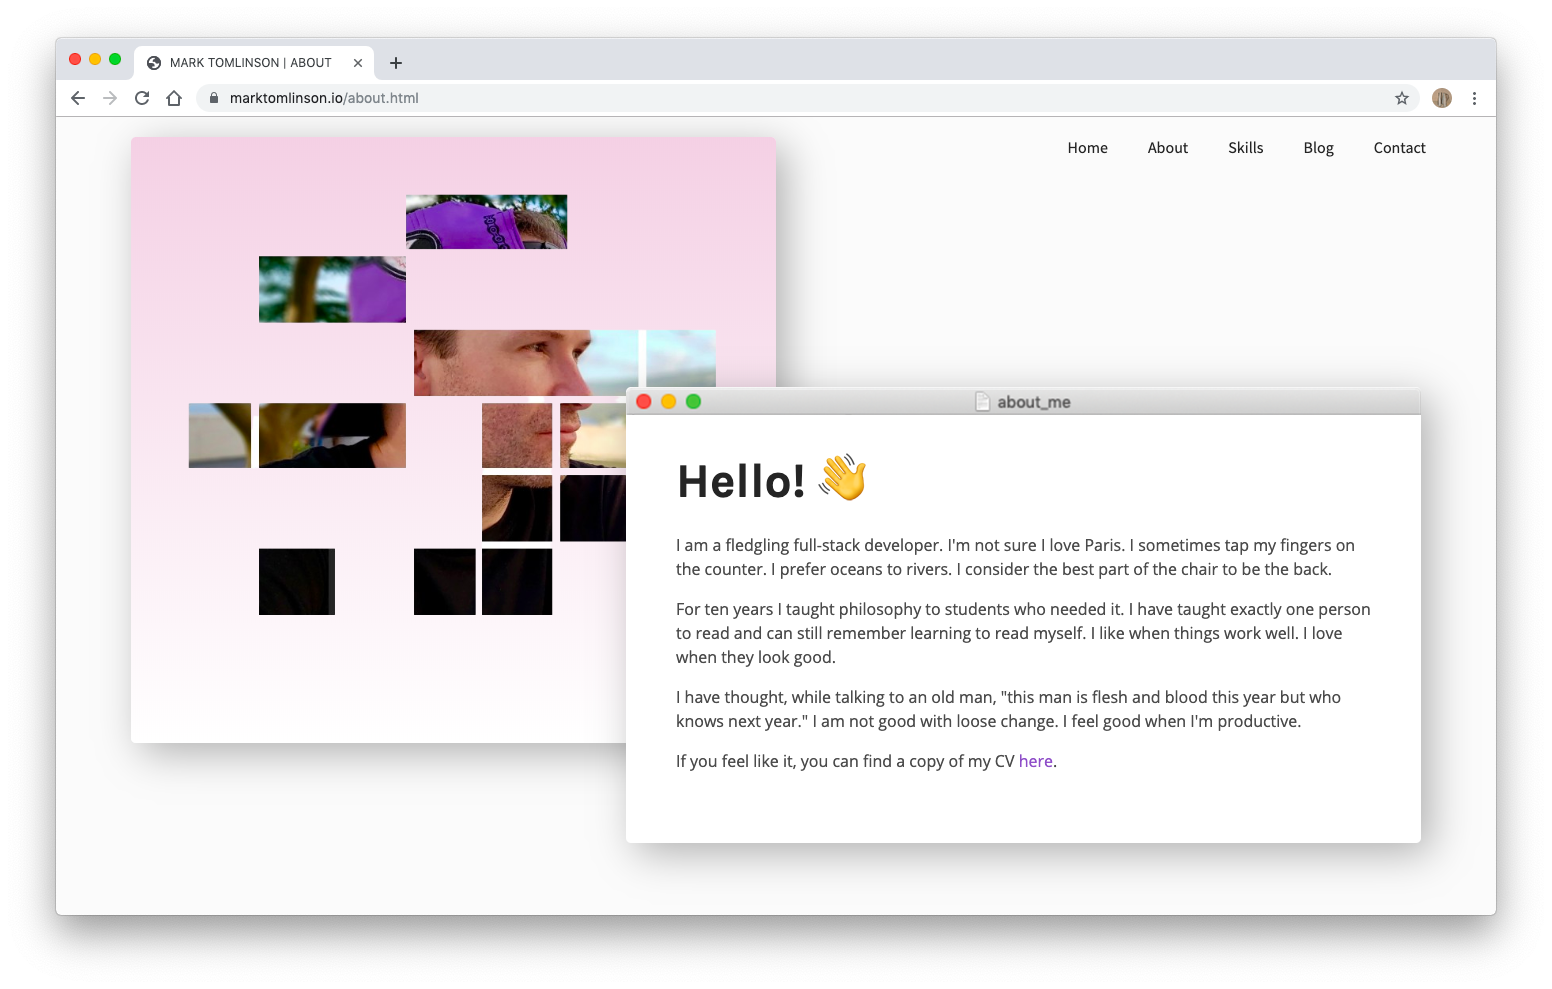 MARK TOMLINSON | ABOUT
marktomlinson.io/about.html
Home About Skills Blog Contact
about_me
Hello! 👋
I am a fledgling full-stack developer. I'm not sure I love Paris. I sometimes tap my fingers on
the counter. I prefer oceans to rivers. I consider the best part of the chair to be the back.
For ten years I taught philosophy to students who needed it. I have taught exactly one person
to read and can still remember learning to read myself. I like when things work well. I love
when they look good.
I have thought, while talking to an old man, "this man is flesh and blood this year but who
knows next year." I am not good with loose change. I feel good when I'm productive.
If you feel like it, you can find a copy of my CV here.